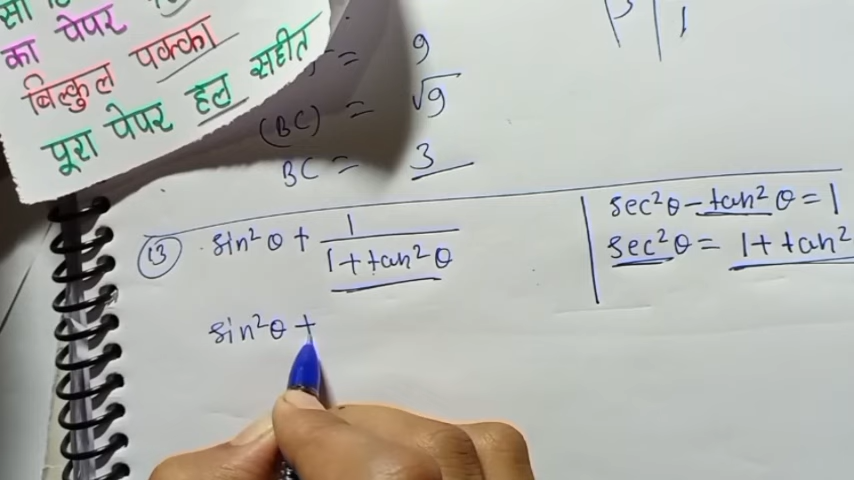 का पेपर
बिल्कुल पक्का
पूरा पेपर हल सहीत
= 9
(BC) = √9
BC = 3
(13) sin²θ + 1/(1+tan²θ)
sin²θ +
sec²θ - tan²θ = 1
sec²θ = 1 + tan²